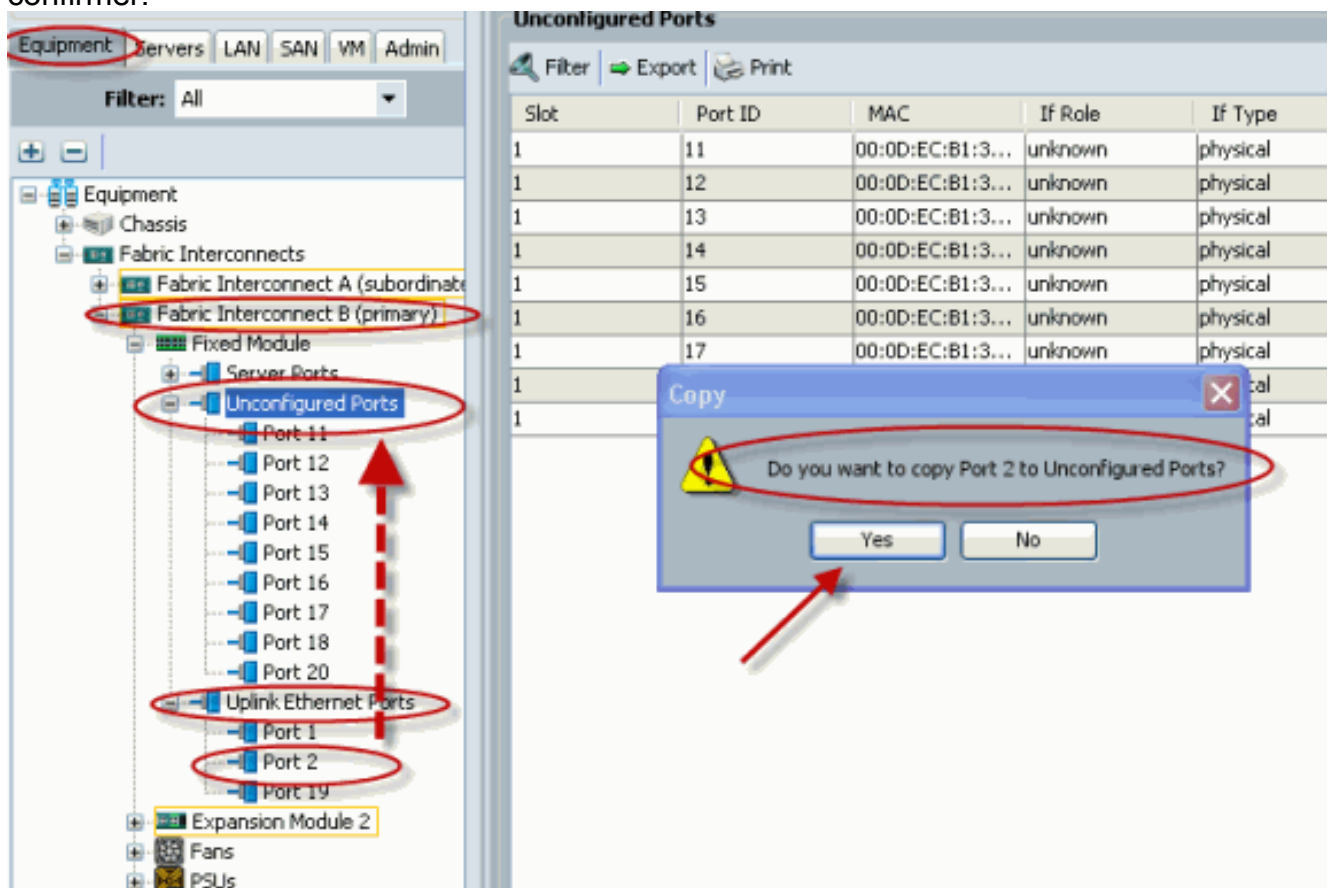 confirmer.
Equipment Servers LAN SAN VM Admin
Filter: All
Equipment
Chassis
Fabric Interconnects
Fabric Interconnect A (subordinate
Fabric Interconnect B (primary)
Fixed Module
Server Ports
Unconfigured Ports
Port 11
Port 12
Port 13
Port 14
Port 15
Port 16
Port 17
Port 18
Port 20
Uplink Ethernet Ports
Port 1
Port 2
Port 19
Expansion Module 2
Fans
PSUs
Unconfigured Ports
Filter Export Print
Slot Port ID MAC If Role If Type
1 11 00:0D:EC:B1:3... unknown physical
1 12 00:0D:EC:B1:3... unknown physical
1 13 00:0D:EC:B1:3... unknown physical
1 14 00:0D:EC:B1:3... unknown physical
1 15 00:0D:EC:B1:3... unknown physical
1 16 00:0D:EC:B1:3... unknown physical
1 17 00:0D:EC:B1:3... unknown physical
1 cal
1 cal
Copy
Do you want to copy Port 2 to Unconfigured Ports?
Yes No